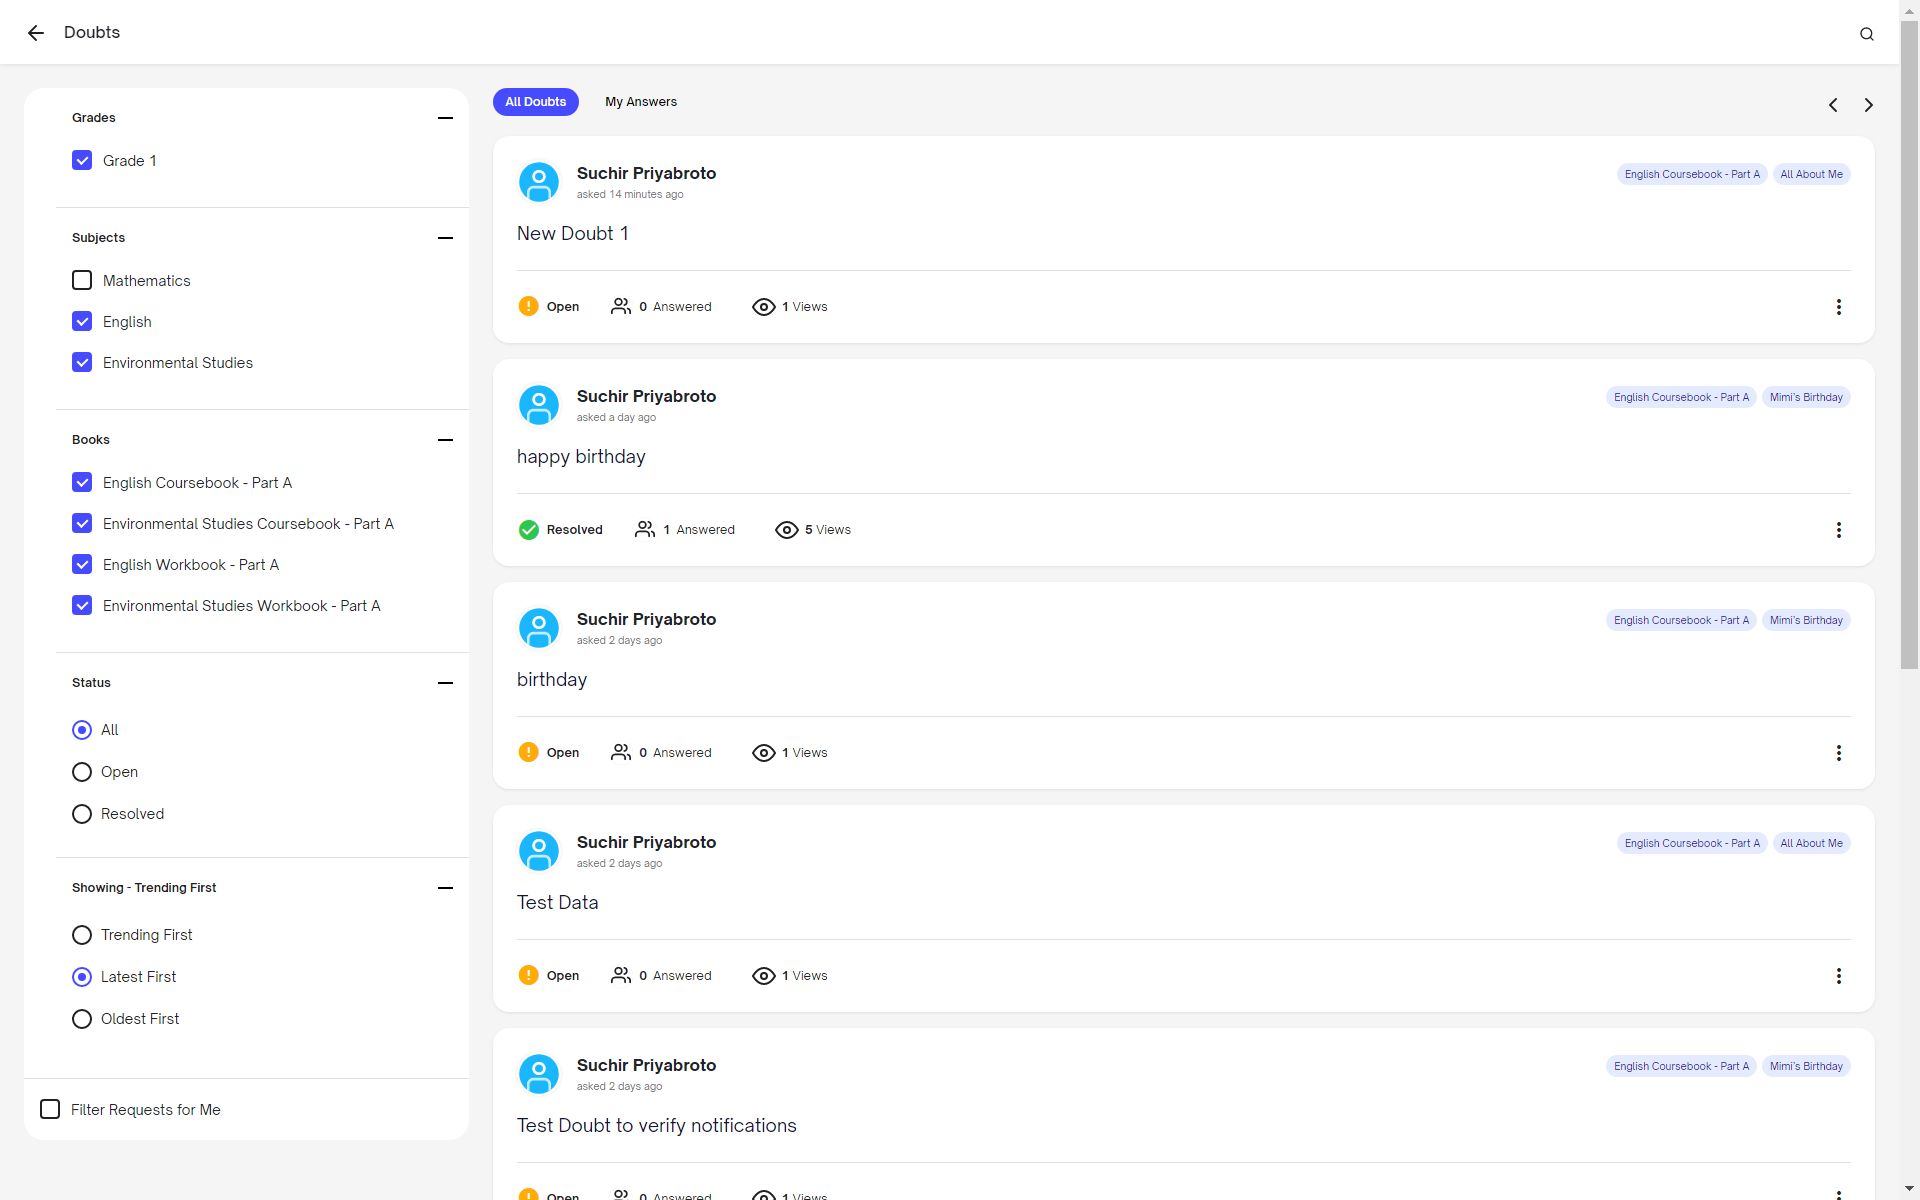 Doubts
Grades
Grade 1
Subjects
Mathematics
English
Environmental Studies
Books
English Coursebook - Part A
Environmental Studies Coursebook - Part A
English Workbook - Part A
Environmental Studies Workbook - Part A
Status
All
Open
Resolved
Showing - Trending First
Trending First
Latest First
Oldest First
Filter Requests for Me
All Doubts My Answers
Suchir Priyabroto English Coursebook - Part A All About Me
asked 14 minutes ago
New Doubt 1
Open 0 Answered 1 Views
Suchir Priyabroto English Coursebook - Part A Mimi's Birthday
asked a day ago
happy birthday
Resolved 1 Answered 5 Views
Suchir Priyabroto English Coursebook - Part A Mimi's Birthday
asked 2 days ago
birthday
Open 0 Answered 1 Views
Suchir Priyabroto English Coursebook - Part A All About Me
asked 2 days ago
Test Data
Open 0 Answered 1 Views
Suchir Priyabroto English Coursebook - Part A Mimi's Birthday
asked 2 days ago
Test Doubt to verify notifications
Open 0 Answered 1 Views